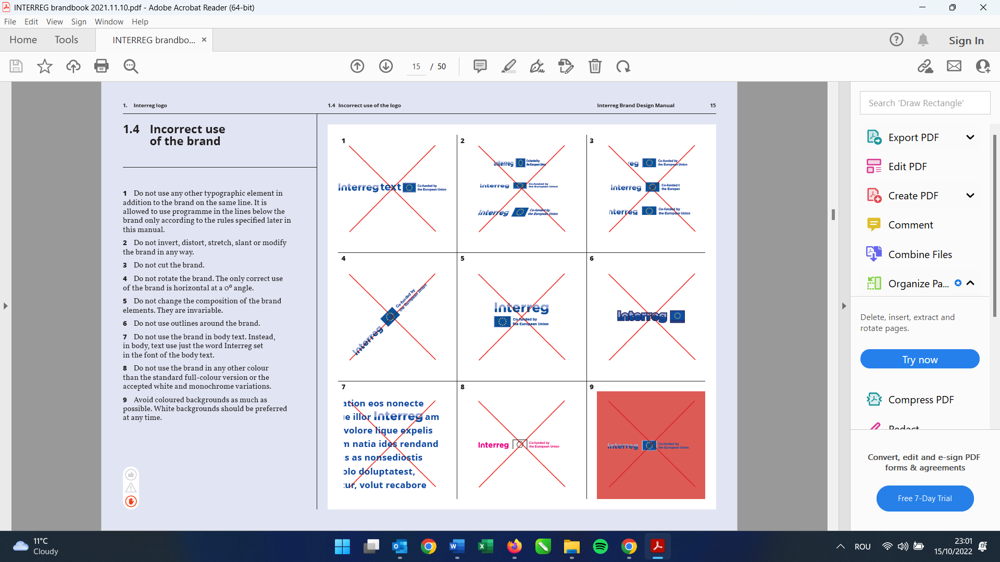 INTERREG brandbook 2021.11.10.pdf - Adobe Acrobat Reader (64-bit)
File Edit View Sign Window Help
Home Tools INTERREG brandbo... ×
Sign In
15 / 50
1. Interreg logo
1.4 Incorrect use of the logo
Interreg Brand Design Manual 15
1.4 Incorrect use
of the brand
1 Do not use any other typographic element in
addition to the brand on the same line. It is
allowed to use programme in the lines below the
brand only according to the rules specified later in
this manual.
2 Do not invert, distort, stretch, slant or modify
the brand in any way.
3 Do not cut the brand.
4 Do not rotate the brand. The only correct use
of the brand is horizontal at a 0º angle.
5 Do not change the composition of the brand
elements. They are invariable.
6 Do not use outlines around the brand.
7 Do not use the brand in body text. Instead,
in body, text use just the word Interreg set
in the font of the body text.
8 Do not use the brand in any other colour
than the standard full-colour version or the
accepted white and monochrome variations.
9 Avoid coloured backgrounds as much as
possible. White backgrounds should be preferred
at any time.
1
Interreg text Co-funded by
the European Union
2
Interreg Co-funded by
the European Union
Interreg Co-funded by
the European Union
Interreg Co-funded by
the European Union
3
reg Co-funded by
the European Union
Interreg Co-funded b
the Europea
nterreg Co-funded by
the European Union
4
Interreg Co-funded by
the European Union
5
Interreg
Co-funded by
the European Union
6
Interreg
7
ation eos nonecte
ue illor Interreg am
volore lique expelis
m natia ides rendand
is as nonsediostis
olo doluptatest,
tur, volut recabore
8
Interreg Co-funded by
the European Union
9
Interreg Co-funded by
the European Union
Search 'Draw Rectangle'
Export PDF
Edit PDF
Create PDF
Comment
Combine Files
Organize Pa...
Delete, insert, extract and
rotate pages.
Try now
Compress PDF
Redact
Convert, edit and e-sign PDF
forms & agreements
Free 7-Day Trial
11°C
Cloudy
ROU
23:01
15/10/2022